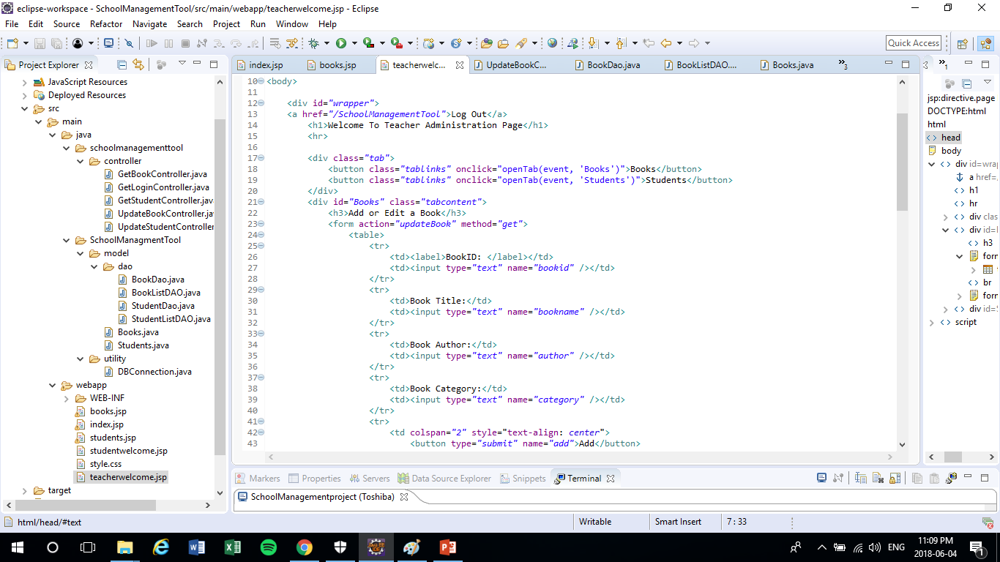 eclipse-workspace - SchoolManagementTool/src/main/webapp/teacherwelcome.jsp - Eclipse
File Edit Source Refactor Navigate Search Project Run Window Help
Quick Access
Project Explorer
JavaScript Resources
Deployed Resources
src
main
java
schoolmanagementtool
controller
GetBookController.java
GetLoginController.java
GetStudentController.java
UpdateBookController.ja
UpdateStudentController
SchoolManagmentTool
model
dao
BookDao.java
BookListDAO.java
StudentDao.java
StudentListDAO.java
Books.java
Students.java
utility
DBConnection.java
webapp
WEB-INF
books.jsp
index.jsp
students.jsp
studentwelcome.jsp
style.css
teacherwelcome.jsp
target
index.jsp books.jsp teacherwelc... UpdateBookC... BookDao.java BookListDAO.... Books.java »3
10 <body>
11
12 <div id="wrapper">
13 <a href="/SchoolManagementTool">Log Out</a>
14 <h1>Welcome To Teacher Administration Page</h1>
15 <hr>
16
17 <div class="tab">
18 <button class="tablinks" onclick="openTab(event, 'Books')">Books</button>
19 <button class="tablinks" onclick="openTab(event, 'Students')">Students</button>
20 </div>
21 <div id="Books" class="tabcontent">
22 <h3>Add or Edit a Book</h3>
23 <form action="updateBook" method="get">
24 <table>
25 <tr>
26 <td><label>BookID: </label></td>
27 <td><input type="text" name="bookid" /></td>
28 </tr>
29 <tr>
30 <td>Book Title:</td>
31 <td><input type="text" name="bookname" /></td>
32 </tr>
33 <tr>
34 <td>Book Author:</td>
35 <td><input type="text" name="author" /></td>
36 </tr>
37 <tr>
38 <td>Book Category:</td>
39 <td><input type="text" name="category" /></td>
40 </tr>
41 <tr>
42 <td colspan="2" style="text-align: center">
43 <button type="submit" name="add">Add</button>
»1
jsp:directive.page
DOCTYPE:html
html
head
body
div id=wrap
a href=
h1
hr
div clas
div id=
h3
form
br
form
div id=
script
Markers Properties Servers Data Source Explorer Snippets Terminal
SchoolManagementproject (Toshiba)
html/head/#text Writable Smart Insert 7 : 33
ENG 11:09 PM
2018-06-04
1